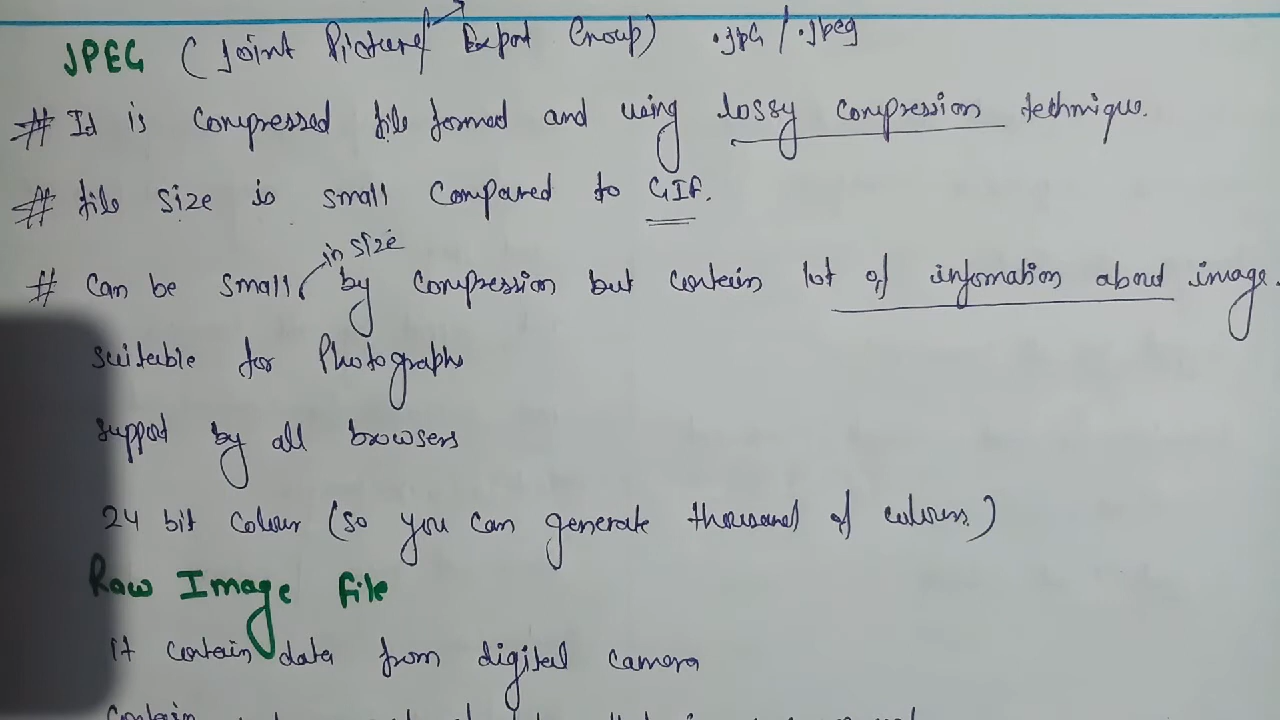 JPEG (Joint Picture/ Expert Group) .jpG / .Jpeg
# It is compressed file format and using lossy compression technique.
# file size is small compared to GIF.
in size
# Can be small by compression but contain lot of information about image.
suitable for Photographs
support by all browsers
24 bit colour (so you can generate thousand of colours.)
Raw Image File
it contain data from digital camera
Contain